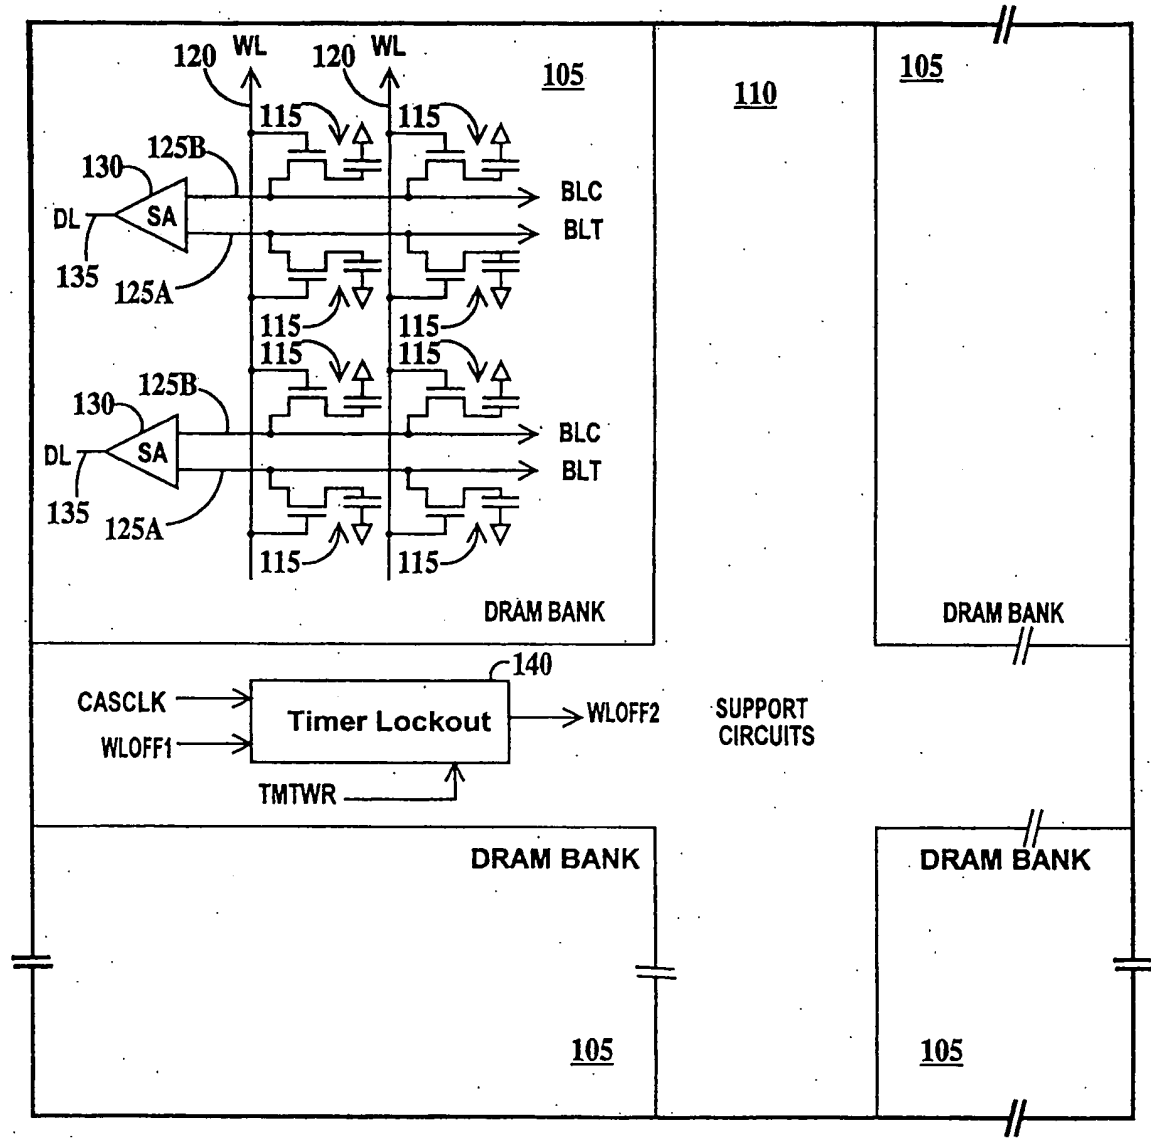 WL WL
120 120 105 105
115 115 110
125B
130
BLC
DL SA
BLT
135
125A
115 115
115 115
125B
130
BLC
DL SA
BLT
135
125A
115 115
DRAM BANK DRAM BANK
140
CASCLK
Timer Lockout WLOFF2 SUPPORT
CIRCUITS
WLOFF1
TMTWR
DRAM BANK DRAM BANK
105 105